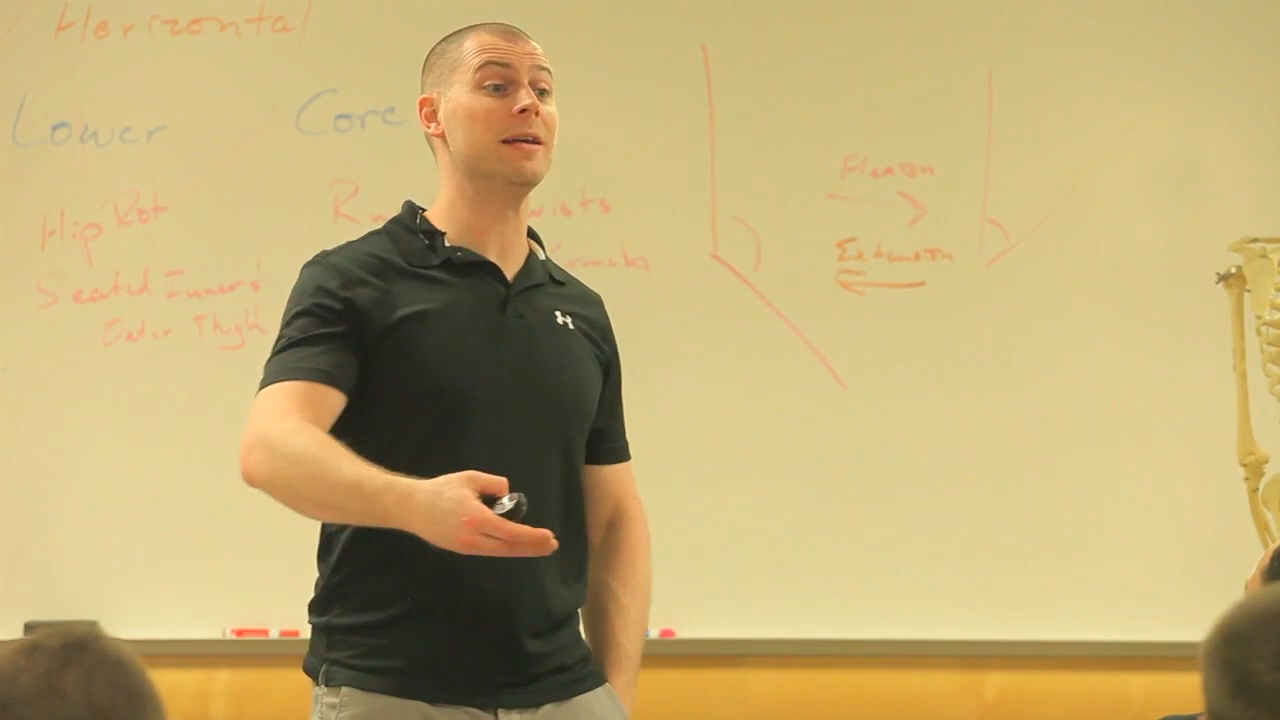 Horizontal
Lower
Core
Hip Rot
Seated Inner &
Outer Thigh
Flexion
Extension